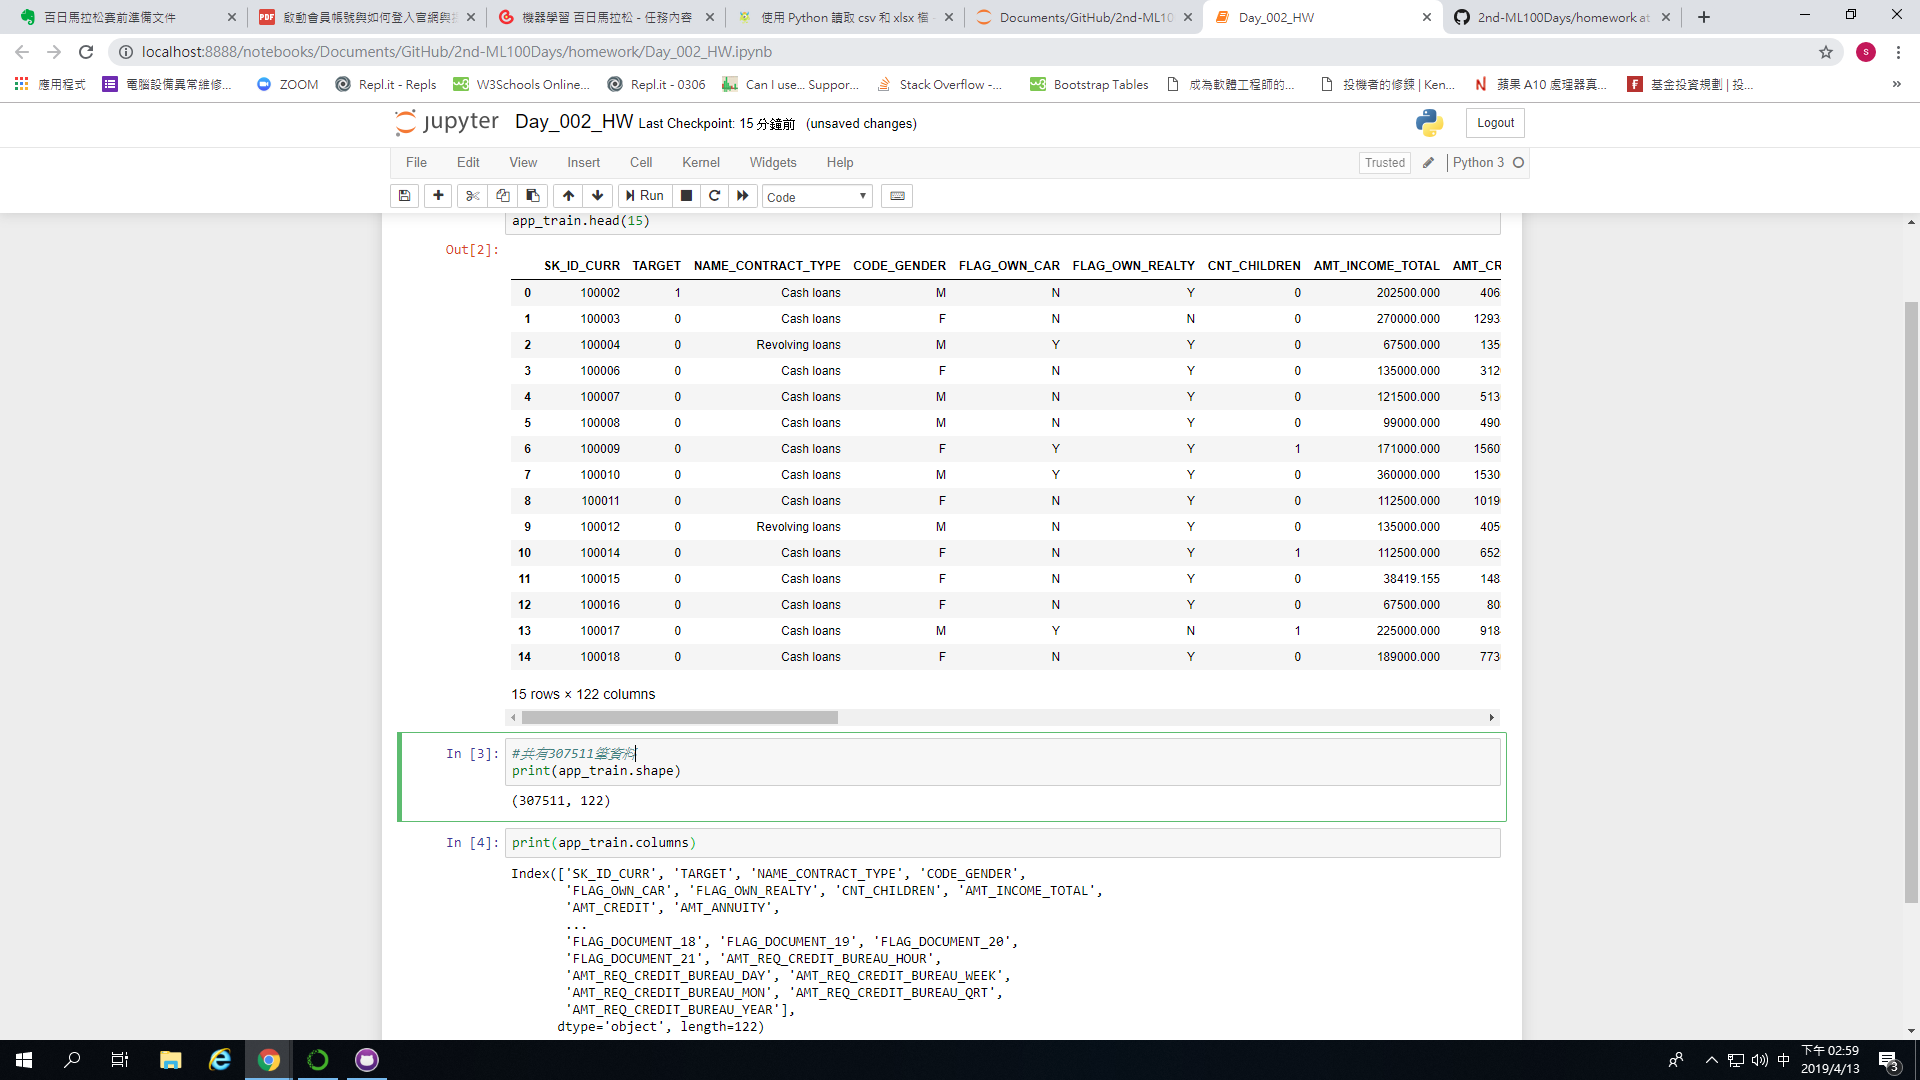 百日馬拉松賽前準備文件
PDF 啟動會員帳號與如何登入官網與
機器學習 百日馬拉松 - 任務內容
使用 Python 讀取 csv 和 xlsx 檔
Documents/GitHub/2nd-ML10
Day_002_HW
2nd-ML100Days/homework at
localhost:8888/notebooks/Documents/GitHub/2nd-ML100Days/homework/Day_002_HW.ipynb
s
應用程式
電腦設備異常維修...
ZOOM
Repl.it - Repls
W3Schools Online...
Repl.it - 0306
Can I use... Suppor...
Stack Overflow -...
Bootstrap Tables
成為軟體工程師的...
投機者的修鍊 | Ken...
蘋果 A10 處理器真...
基金投資規劃 | 投...
»
jupyter Day_002_HW Last Checkpoint: 15 分鐘前 (unsaved changes)
Logout
File Edit View Insert Cell Kernel Widgets Help
Trusted Python 3
Run Code
app_train.head(15)
Out[2]:
SK_ID_CURR TARGET NAME_CONTRACT_TYPE CODE_GENDER FLAG_OWN_CAR FLAG_OWN_REALTY CNT_CHILDREN AMT_INCOME_TOTAL AMT_CR
0 100002 1 Cash loans M N Y 0 202500.000 406
1 100003 0 Cash loans F N N 0 270000.000 1293
2 100004 0 Revolving loans M Y Y 0 67500.000 135
3 100006 0 Cash loans F N Y 0 135000.000 312
4 100007 0 Cash loans M N Y 0 121500.000 513
5 100008 0 Cash loans M N Y 0 99000.000 490
6 100009 0 Cash loans F Y Y 1 171000.000 1560
7 100010 0 Cash loans M Y Y 0 360000.000 1530
8 100011 0 Cash loans F N Y 0 112500.000 1019
9 100012 0 Revolving loans M N Y 0 135000.000 405
10 100014 0 Cash loans F N Y 1 112500.000 652
11 100015 0 Cash loans F N Y 0 38419.155 148
12 100016 0 Cash loans F N Y 0 67500.000 80
13 100017 0 Cash loans M Y N 1 225000.000 918
14 100018 0 Cash loans F N Y 0 189000.000 773
15 rows × 122 columns
In [3]: #共有307511筆資料
print(app_train.shape)
(307511, 122)
In [4]: print(app_train.columns)
Index(['SK_ID_CURR', 'TARGET', 'NAME_CONTRACT_TYPE', 'CODE_GENDER',
'FLAG_OWN_CAR', 'FLAG_OWN_REALTY', 'CNT_CHILDREN', 'AMT_INCOME_TOTAL',
'AMT_CREDIT', 'AMT_ANNUITY',
...
'FLAG_DOCUMENT_18', 'FLAG_DOCUMENT_19', 'FLAG_DOCUMENT_20',
'FLAG_DOCUMENT_21', 'AMT_REQ_CREDIT_BUREAU_HOUR',
'AMT_REQ_CREDIT_BUREAU_DAY', 'AMT_REQ_CREDIT_BUREAU_WEEK',
'AMT_REQ_CREDIT_BUREAU_MON', 'AMT_REQ_CREDIT_BUREAU_QRT',
'AMT_REQ_CREDIT_BUREAU_YEAR'],
dtype='object', length=122)
中
下午 02:59
2019/4/13
3